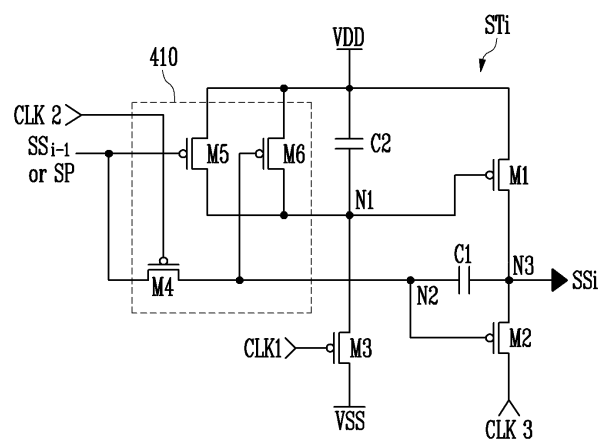 STi
VDD
410
CLK 2
SSi-1
or SP
M5
M6
C2
M1
N1
C1
N3
SSi
M4
N2
M2
CLK1
M3
VSS
CLK 3